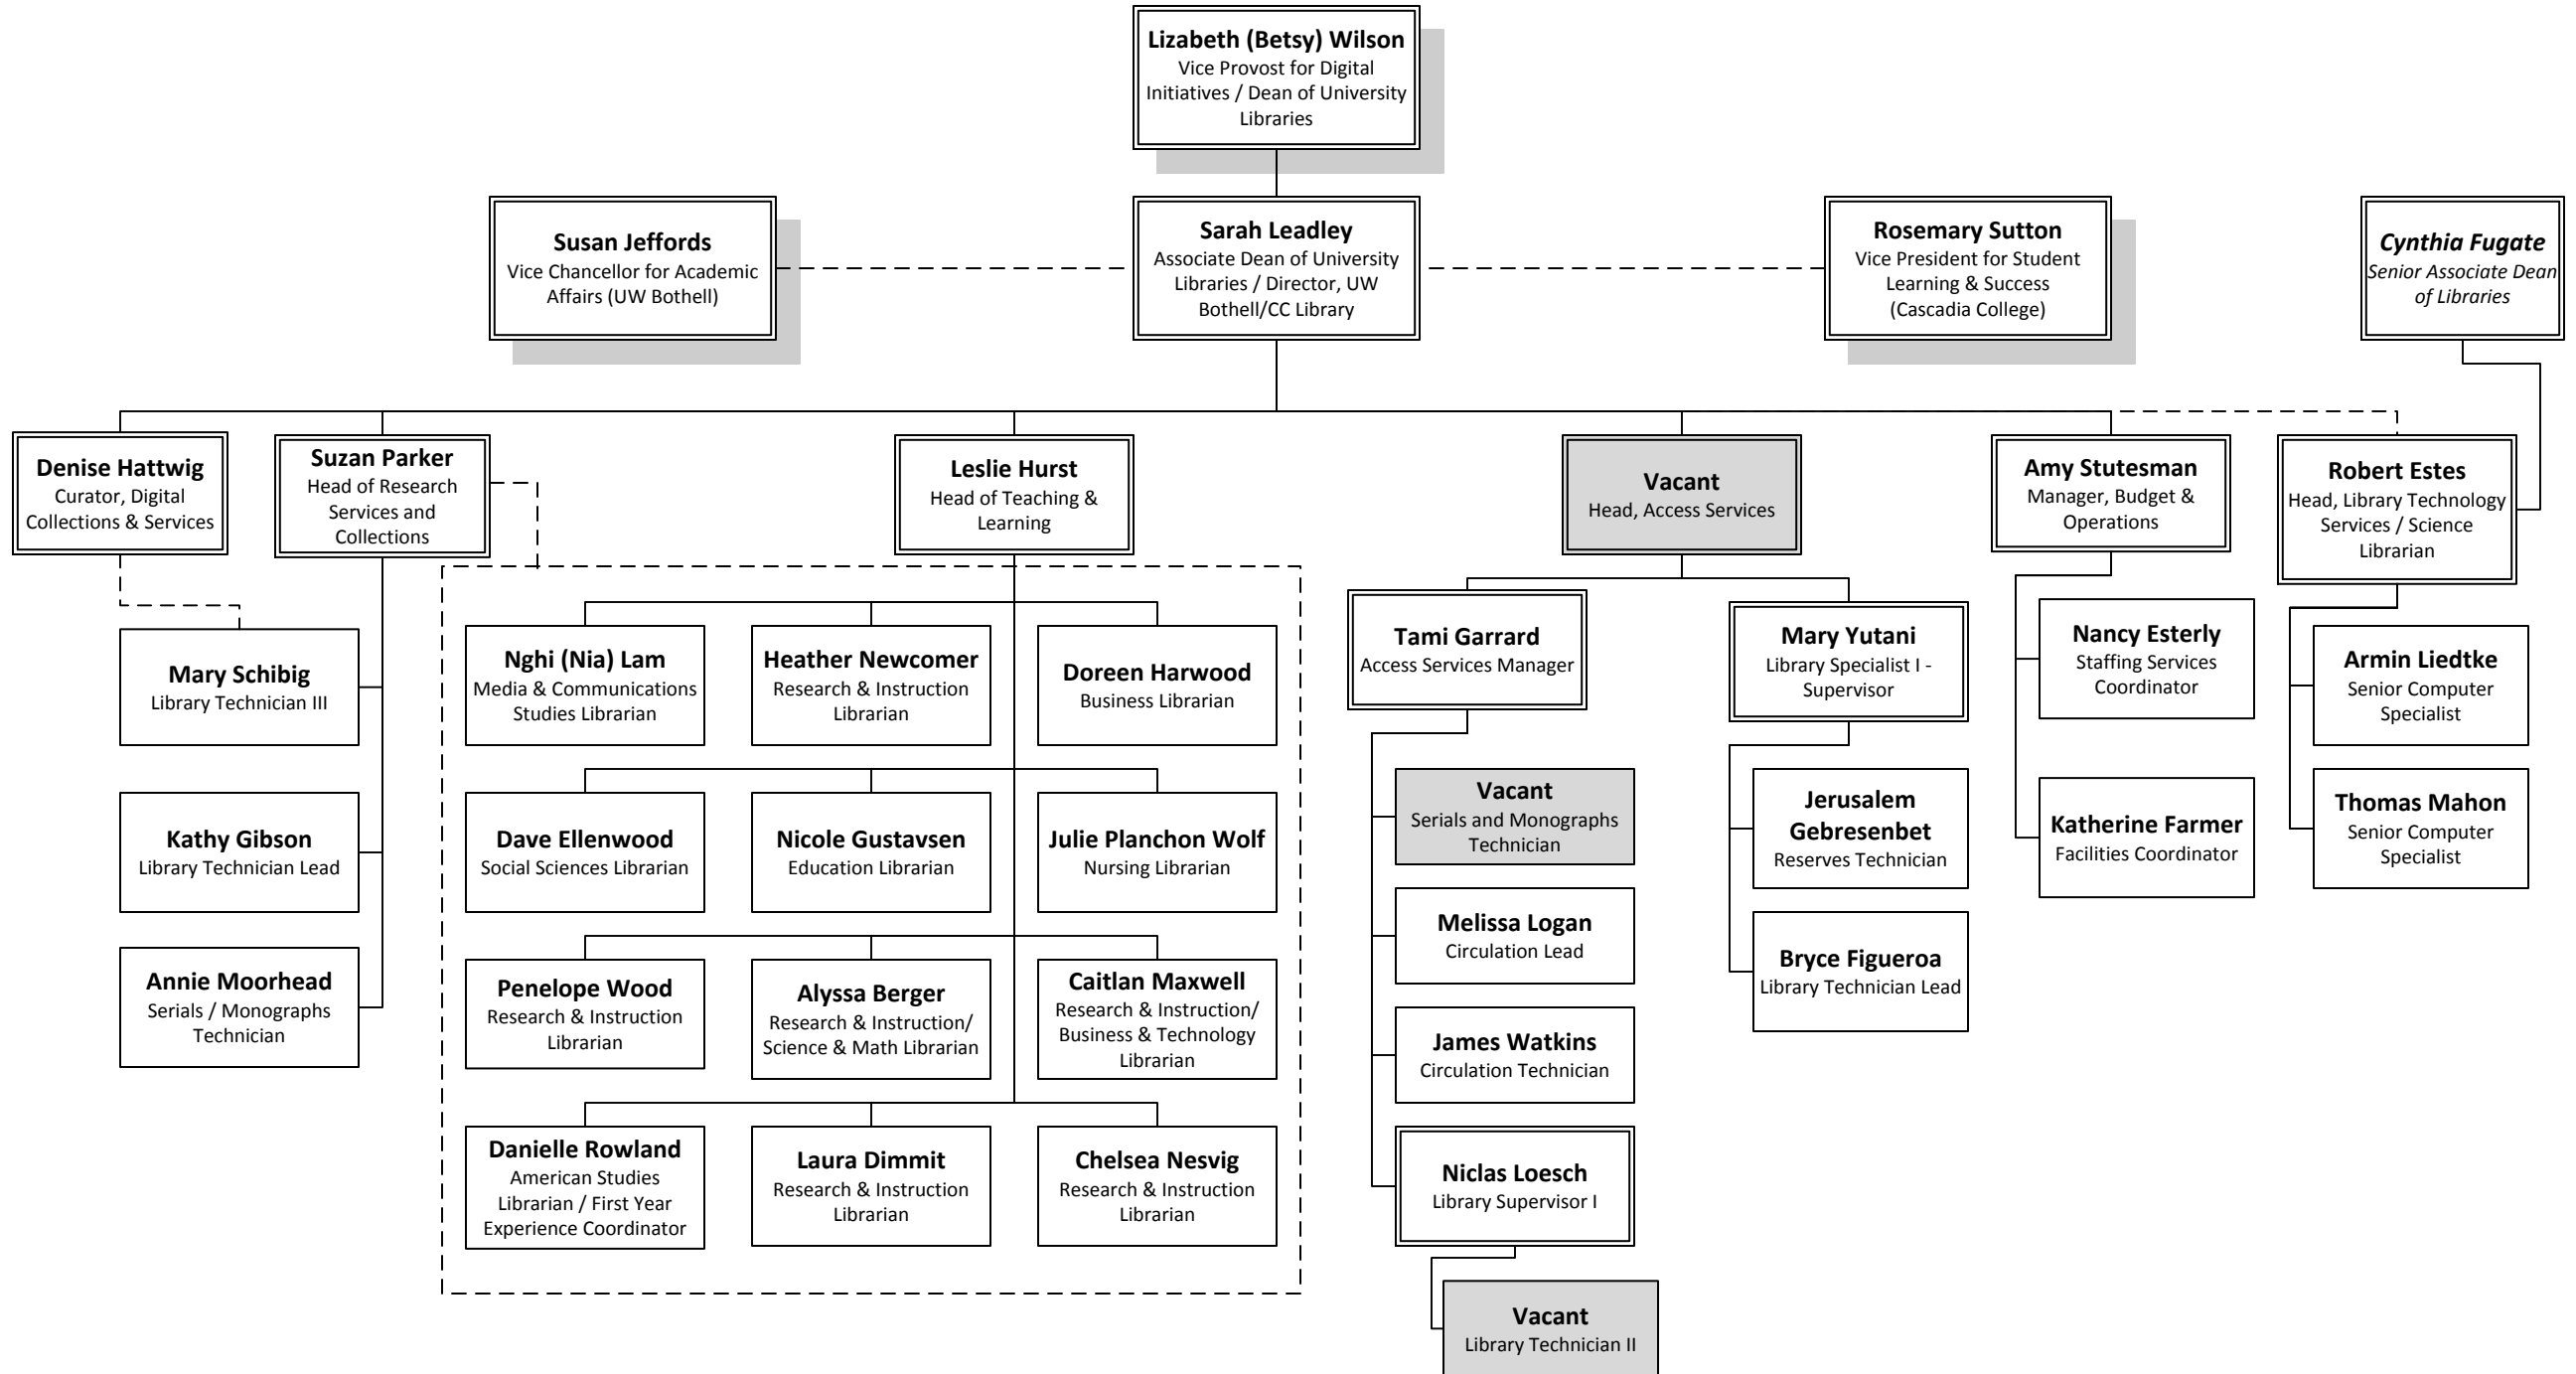 Lizabeth (Betsy) Wilson
Vice Provost for Digital
Initiatives / Dean of University
Libraries
Susan Jeffords
Vice Chancellor for Academic
Affairs (UW Bothell)
Sarah Leadley
Associate Dean of University
Libraries / Director, UW
Bothell/CC Library
Rosemary Sutton
Vice President for Student
Learning & Success
(Cascadia College)
Cynthia Fugate
Senior Associate Dean
of Libraries
Denise Hattwig
Curator, Digital
Collections & Services
Suzan Parker
Head of Research
Services and
Collections
Leslie Hurst
Head of Teaching &
Learning
Vacant
Head, Access Services
Amy Stutesman
Manager, Budget &
Operations
Robert Estes
Head, Library Technology
Services / Science
Librarian
Mary Schibig
Library Technician III
Kathy Gibson
Library Technician Lead
Annie Moorhead
Serials / Monographs
Technician
Nghi (Nia) Lam
Media & Communications
Studies Librarian
Heather Newcomer
Research & Instruction
Librarian
Doreen Harwood
Business Librarian
Dave Ellenwood
Social Sciences Librarian
Nicole Gustavsen
Education Librarian
Julie Planchon Wolf
Nursing Librarian
Penelope Wood
Research & Instruction
Librarian
Alyssa Berger
Research & Instruction/
Science & Math Librarian
Caitlan Maxwell
Research & Instruction/
Business & Technology
Librarian
Danielle Rowland
American Studies
Librarian / First Year
Experience Coordinator
Laura Dimmit
Research & Instruction
Librarian
Chelsea Nesvig
Research & Instruction
Librarian
Tami Garrard
Access Services Manager
Vacant
Serials and Monographs
Technician
Melissa Logan
Circulation Lead
James Watkins
Circulation Technician
Niclas Loesch
Library Supervisor I
Vacant
Library Technician II
Mary Yutani
Library Specialist I -
Supervisor
Jerusalem
Gebresenbet
Reserves Technician
Bryce Figueroa
Library Technician Lead
Nancy Esterly
Staffing Services
Coordinator
Katherine Farmer
Facilities Coordinator
Armin Liedtke
Senior Computer
Specialist
Thomas Mahon
Senior Computer
Specialist